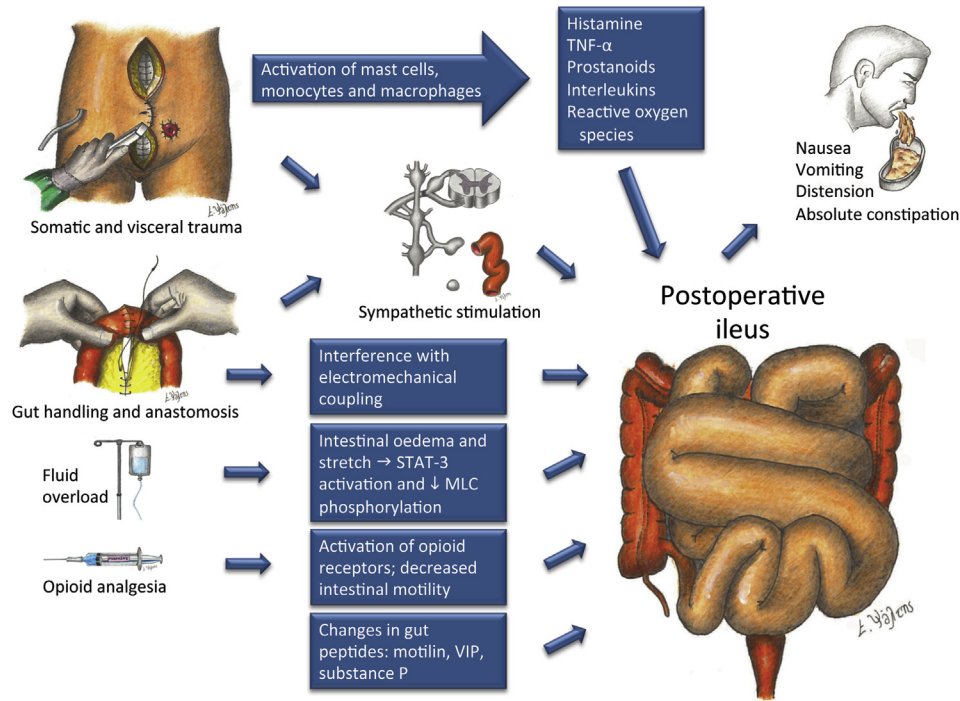 Activation of mast cells,
monocytes and macrophages
Histamine
TNF-α
Prostanoids
Interleukins
Reactive oxygen
species
Nausea
Vomiting
Distension
Absolute constipation
Somatic and visceral trauma
Sympathetic stimulation
Postoperative
ileus
Gut handling and anastomosis
Interference with
electromechanical
coupling
Fluid
overload
Intestinal oedema and
stretch → STAT-3
activation and ↓ MLC
phosphorylation
Opioid analgesia
Activation of opioid
receptors; decreased
intestinal motility
Changes in gut
peptides: motilin, VIP,
substance P